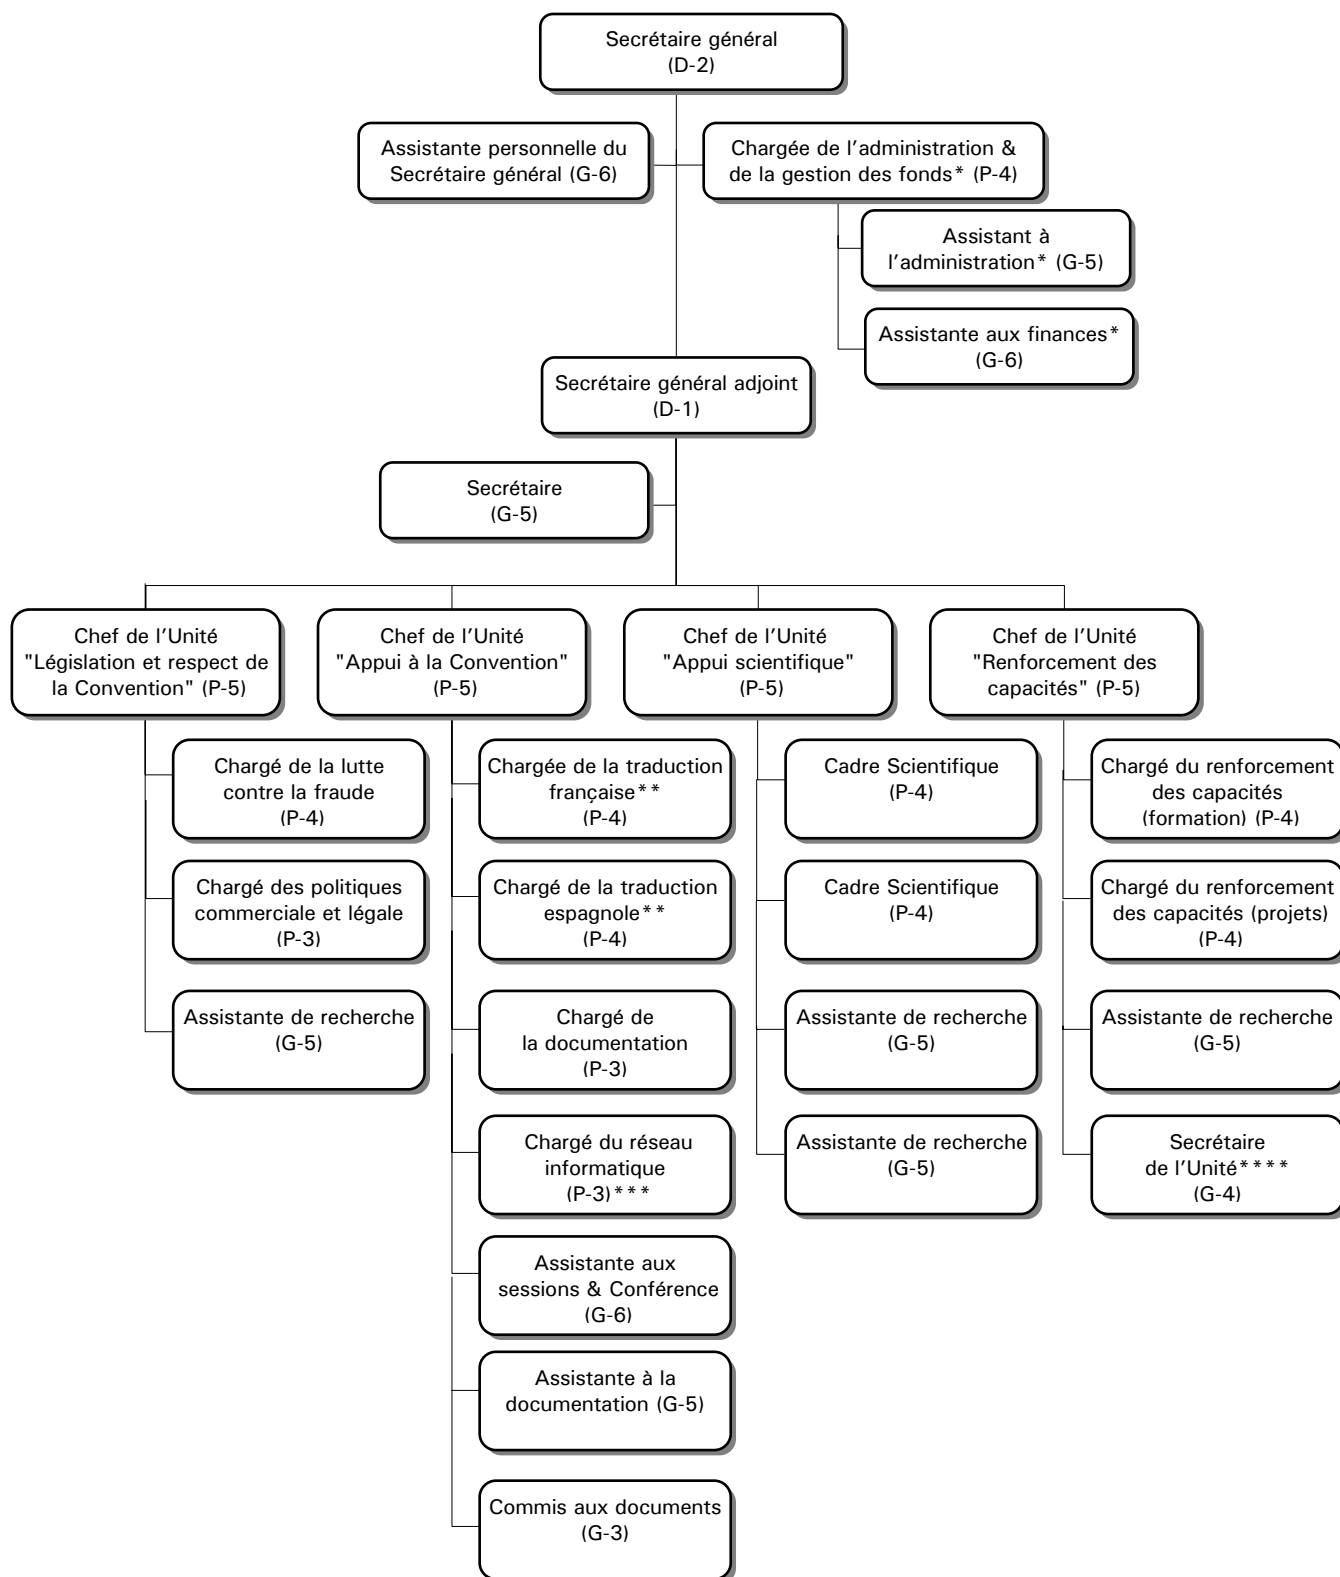 Secrétaire général
(D-2)
Assistante personnelle du
Secrétaire général (G-6)
Chargée de l'administration &
de la gestion des fonds* (P-4)
Assistant à
l'administration* (G-5)
Assistante aux finances*
(G-6)
Secrétaire général adjoint
(D-1)
Secrétaire
(G-5)
Chef de l'Unité
"Législation et respect de
la Convention" (P-5)
Chef de l'Unité
"Appui à la Convention"
(P-5)
Chef de l'Unité
"Appui scientifique"
(P-5)
Chef de l'Unité
"Renforcement des
capacités" (P-5)
Chargé de la lutte
contre la fraude
(P-4)
Chargé des politiques
commerciale et légale
(P-3)
Assistante de recherche
(G-5)
Chargée de la traduction
française**
(P-4)
Chargé de la traduction
espagnole**
(P-4)
Chargé de
la documentation
(P-3)
Chargé du réseau
informatique
(P-3)***
Assistante aux
sessions & Conférence
(G-6)
Assistante à la
documentation (G-5)
Commis aux documents
(G-3)
Cadre Scientifique
(P-4)
Cadre Scientifique
(P-4)
Assistante de recherche
(G-5)
Assistante de recherche
(G-5)
Chargé du renforcement
des capacités
(formation) (P-4)
Chargé du renforcement
des capacités (projets)
(P-4)
Assistante de recherche
(G-5)
Secrétaire
de l'Unité****
(G-4)